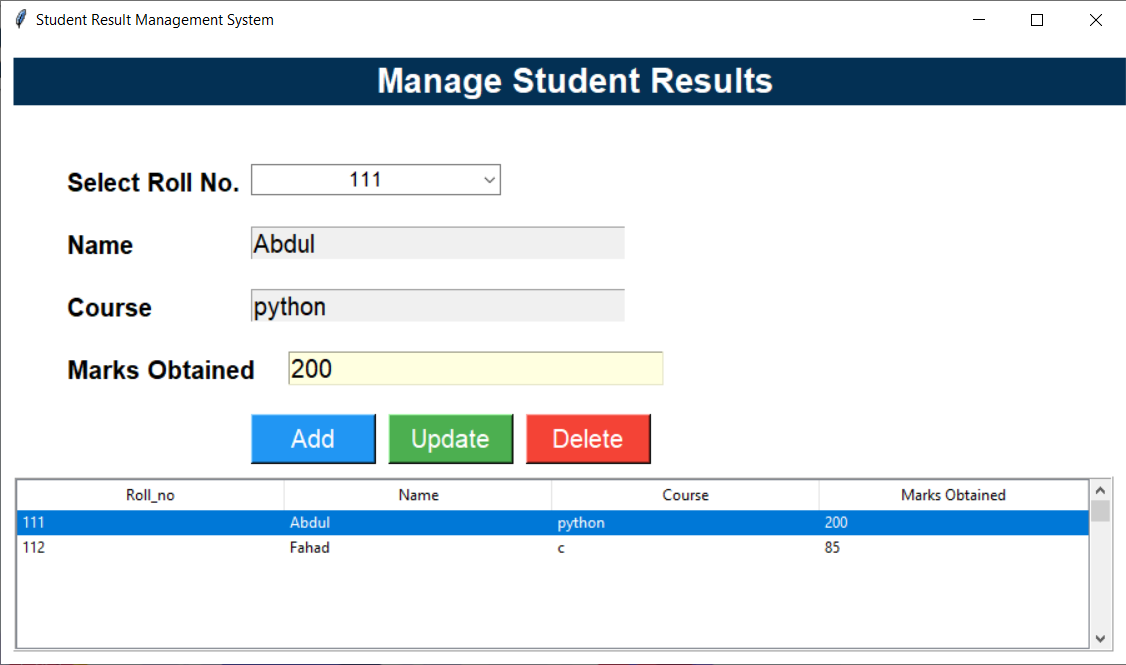 Student Result Management System
Manage Student Results
Select Roll No. 111
Name Abdul
Course python
Marks Obtained 200
Add Update Delete
Roll_no Name Course Marks Obtained
111 Abdul python 200
112 Fahad c 85